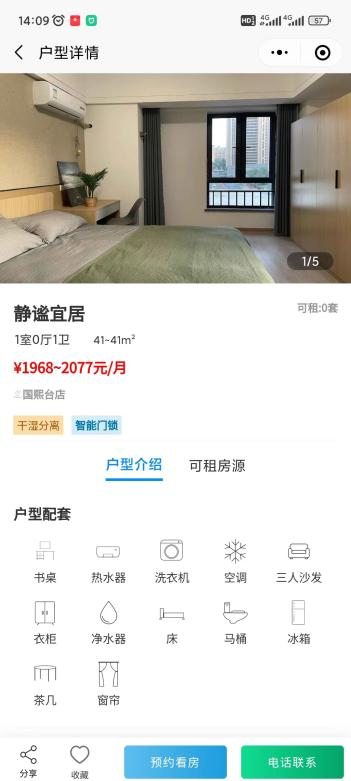 14:09
HD 4G 4G 57
户型详情
1/5
静谧宜居
可租:0套
1室0厅1卫 41~41m²
¥1968~2077元/月
国熙台店
干湿分离 智能门锁
户型介绍 可租房源
户型配套
书桌 热水器 洗衣机 空调 三人沙发
衣柜 净水器 床 马桶 冰箱
茶几 窗帘
分享 收藏 预约看房 电话联系